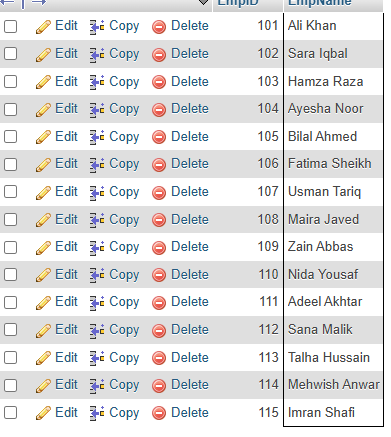 EmpID EmpName
Edit Copy Delete 101 Ali Khan
Edit Copy Delete 102 Sara Iqbal
Edit Copy Delete 103 Hamza Raza
Edit Copy Delete 104 Ayesha Noor
Edit Copy Delete 105 Bilal Ahmed
Edit Copy Delete 106 Fatima Sheikh
Edit Copy Delete 107 Usman Tariq
Edit Copy Delete 108 Maira Javed
Edit Copy Delete 109 Zain Abbas
Edit Copy Delete 110 Nida Yousaf
Edit Copy Delete 111 Adeel Akhtar
Edit Copy Delete 112 Sana Malik
Edit Copy Delete 113 Talha Hussain
Edit Copy Delete 114 Mehwish Anwar
Edit Copy Delete 115 Imran Shafi